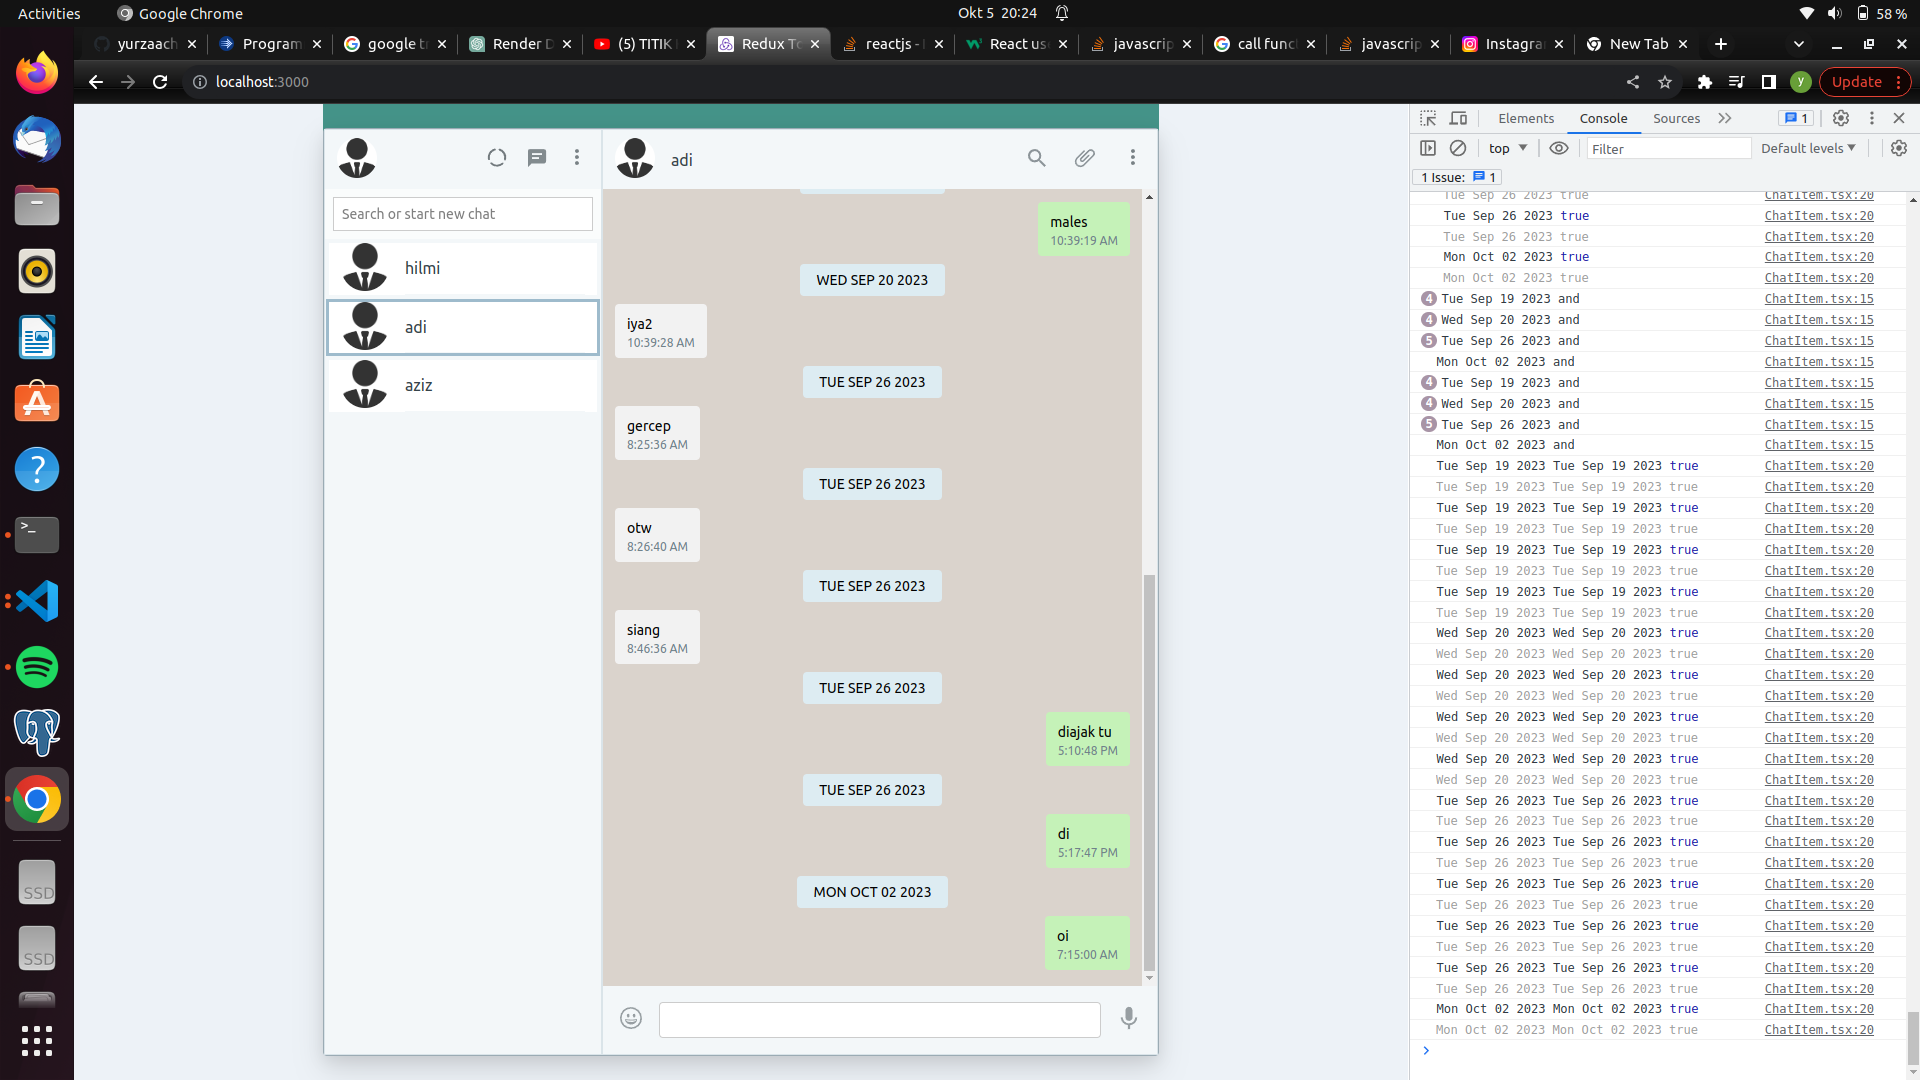 Activities
Google Chrome
Okt 5 20:24
58 %
yurzaach
Program
google t
Render D
(5) TITIK
Redux To
reactjs -
React us
javascrip
call func
javascrip
Instagra
New Tab
localhost:3000
y
Update
adi
Search or start new chat
hilmi
adi
aziz
males
10:39:19 AM
WED SEP 20 2023
iya2
10:39:28 AM
TUE SEP 26 2023
gercep
8:25:36 AM
TUE SEP 26 2023
otw
8:26:40 AM
TUE SEP 26 2023
siang
8:46:36 AM
TUE SEP 26 2023
diajak tu
5:10:48 PM
TUE SEP 26 2023
di
5:17:47 PM
MON OCT 02 2023
oi
7:15:00 AM
Elements
Console
Sources
1
top
Filter
Default levels
1 Issue: 1
Tue Sep 26 2023 true ChatItem.tsx:20
Tue Sep 26 2023 true ChatItem.tsx:20
Tue Sep 26 2023 true ChatItem.tsx:20
Mon Oct 02 2023 true ChatItem.tsx:20
Mon Oct 02 2023 true ChatItem.tsx:20
4 Tue Sep 19 2023 and ChatItem.tsx:15
4 Wed Sep 20 2023 and ChatItem.tsx:15
5 Tue Sep 26 2023 and ChatItem.tsx:15
Mon Oct 02 2023 and ChatItem.tsx:15
4 Tue Sep 19 2023 and ChatItem.tsx:15
4 Wed Sep 20 2023 and ChatItem.tsx:15
5 Tue Sep 26 2023 and ChatItem.tsx:15
Mon Oct 02 2023 and ChatItem.tsx:15
Tue Sep 19 2023 Tue Sep 19 2023 true ChatItem.tsx:20
Tue Sep 19 2023 Tue Sep 19 2023 true ChatItem.tsx:20
Tue Sep 19 2023 Tue Sep 19 2023 true ChatItem.tsx:20
Tue Sep 19 2023 Tue Sep 19 2023 true ChatItem.tsx:20
Tue Sep 19 2023 Tue Sep 19 2023 true ChatItem.tsx:20
Tue Sep 19 2023 Tue Sep 19 2023 true ChatItem.tsx:20
Tue Sep 19 2023 Tue Sep 19 2023 true ChatItem.tsx:20
Tue Sep 19 2023 Tue Sep 19 2023 true ChatItem.tsx:20
Wed Sep 20 2023 Wed Sep 20 2023 true ChatItem.tsx:20
Wed Sep 20 2023 Wed Sep 20 2023 true ChatItem.tsx:20
Wed Sep 20 2023 Wed Sep 20 2023 true ChatItem.tsx:20
Wed Sep 20 2023 Wed Sep 20 2023 true ChatItem.tsx:20
Wed Sep 20 2023 Wed Sep 20 2023 true ChatItem.tsx:20
Wed Sep 20 2023 Wed Sep 20 2023 true ChatItem.tsx:20
Wed Sep 20 2023 Wed Sep 20 2023 true ChatItem.tsx:20
Wed Sep 20 2023 Wed Sep 20 2023 true ChatItem.tsx:20
Tue Sep 26 2023 Tue Sep 26 2023 true ChatItem.tsx:20
Tue Sep 26 2023 Tue Sep 26 2023 true ChatItem.tsx:20
Tue Sep 26 2023 Tue Sep 26 2023 true ChatItem.tsx:20
Tue Sep 26 2023 Tue Sep 26 2023 true ChatItem.tsx:20
Tue Sep 26 2023 Tue Sep 26 2023 true ChatItem.tsx:20
Tue Sep 26 2023 Tue Sep 26 2023 true ChatItem.tsx:20
Tue Sep 26 2023 Tue Sep 26 2023 true ChatItem.tsx:20
Tue Sep 26 2023 Tue Sep 26 2023 true ChatItem.tsx:20
Tue Sep 26 2023 Tue Sep 26 2023 true ChatItem.tsx:20
Tue Sep 26 2023 Tue Sep 26 2023 true ChatItem.tsx:20
Mon Oct 02 2023 Mon Oct 02 2023 true ChatItem.tsx:20
Mon Oct 02 2023 Mon Oct 02 2023 true ChatItem.tsx:20
SSD
SSD